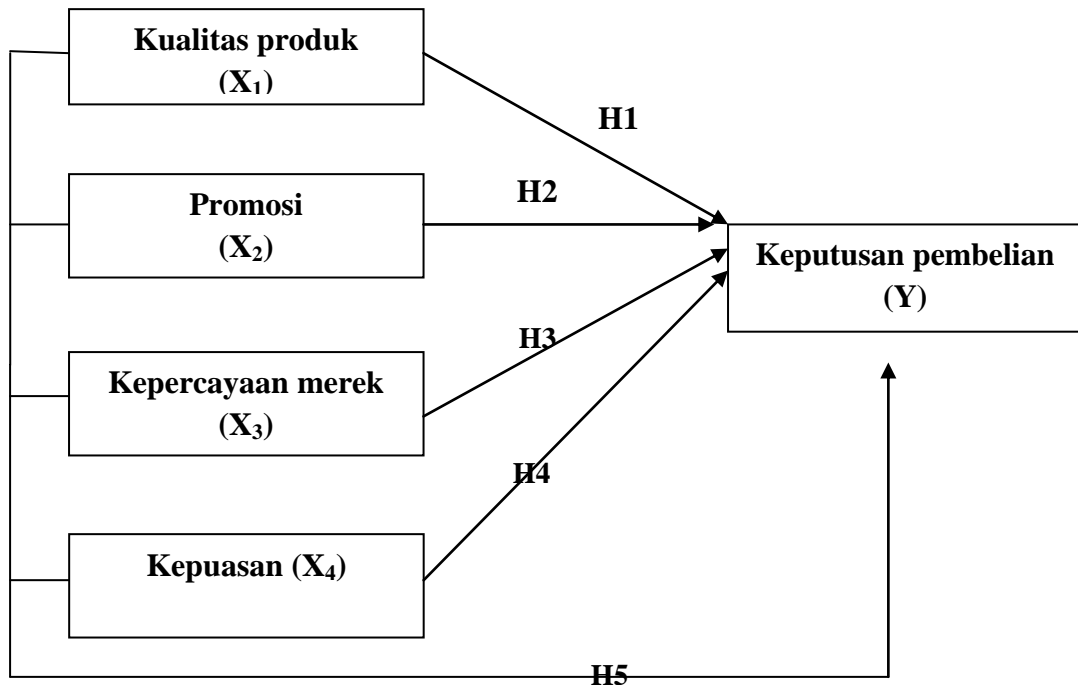 Kualitas produk
(X₁)
H1
Promosi
(X₂)
H2
Keputusan pembelian
(Y)
Kepercayaan merek
(X₃)
H3
Kepuasan (X₄)
H4
H5